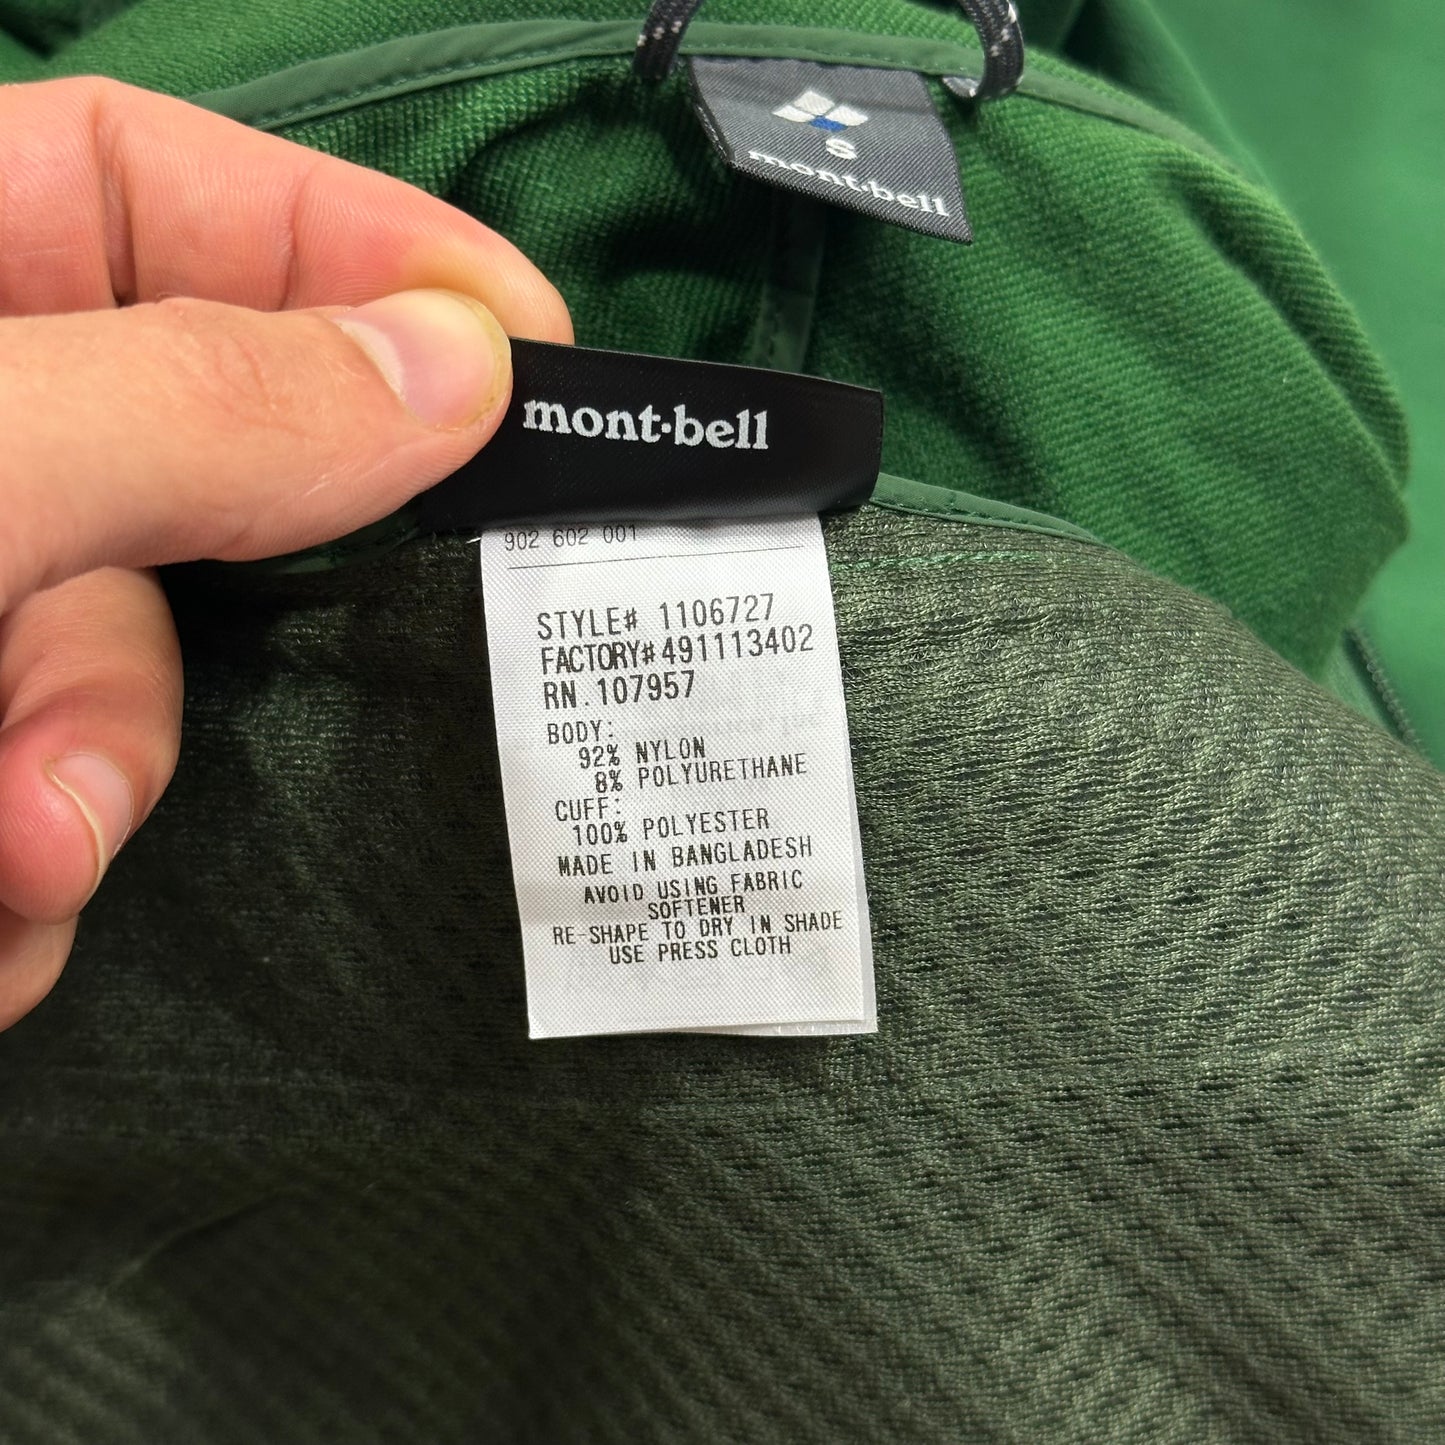 S
mont·bell
mont·bell
902 602 001
STYLE# 1106727
FACTORY#491113402
RN. 107957
BODY:
92% NYLON
8% POLYURETHANE
CUFF:
100% POLYESTER
MADE IN BANGLADESH
AVOID USING FABRIC
SOFTENER
RE-SHAPE TO DRY IN SHADE
USE PRESS CLOTH